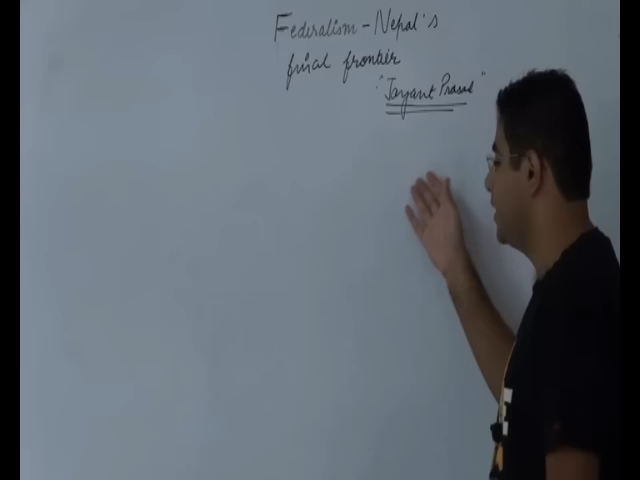 Federalism - Nepal's
final frontier
"Jayant Prasad"